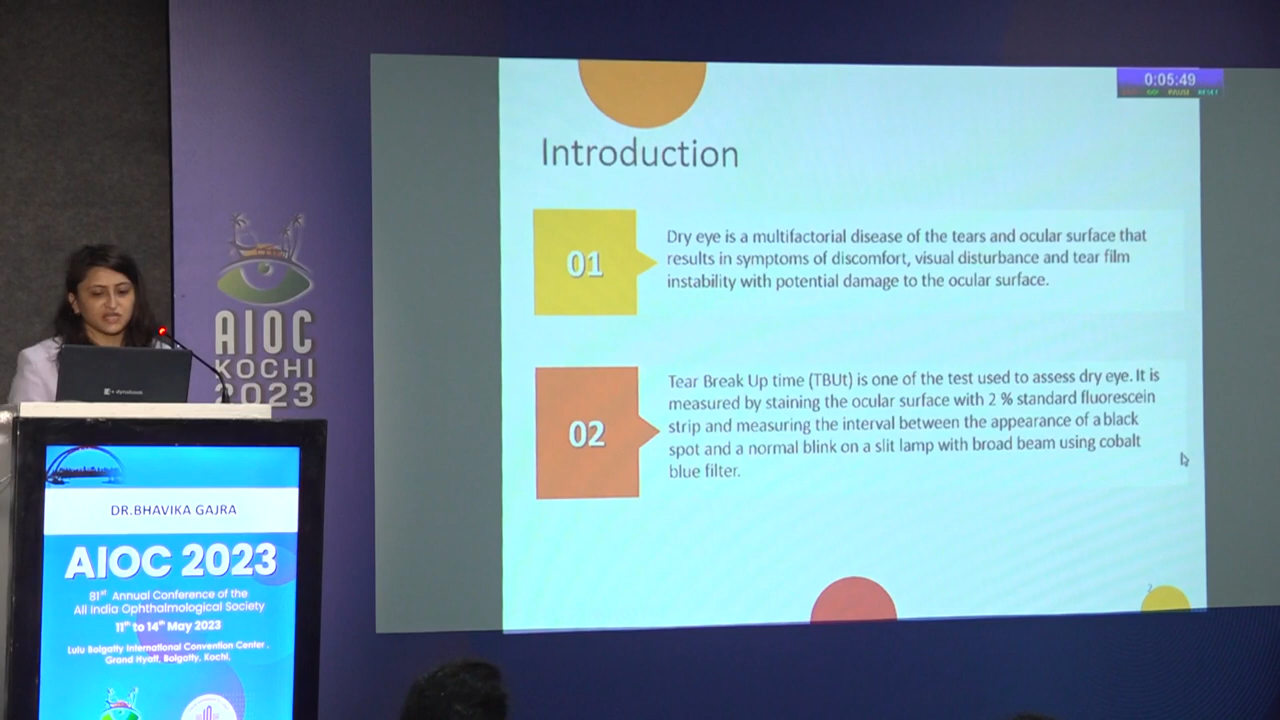 0:05:49
PAUSE
RESET
Introduction
01
Dry eye is a multifactorial disease of the tears and ocular surface that
results in symptoms of discomfort, visual disturbance and tear film
instability with potential damage to the ocular surface.
02
Tear Break Up time (TBUt) is one of the test used to assess dry eye. It is
measured by staining the ocular surface with 2 % standard fluorescein
strip and measuring the interval between the appearance of a black
spot and a normal blink on a slit lamp with broad beam using cobalt
blue filter.
2
AIOC
KOCHI
2023
dynabook
DR.BHAVIKA GAJRA
AIOC 2023
81st Annual Conference of the
All India Ophthalmological Society
11th to 14th May 2023
Lulu Bolgatty International Convention Center,
Grand Hyatt, Bolgatty, Kochi.